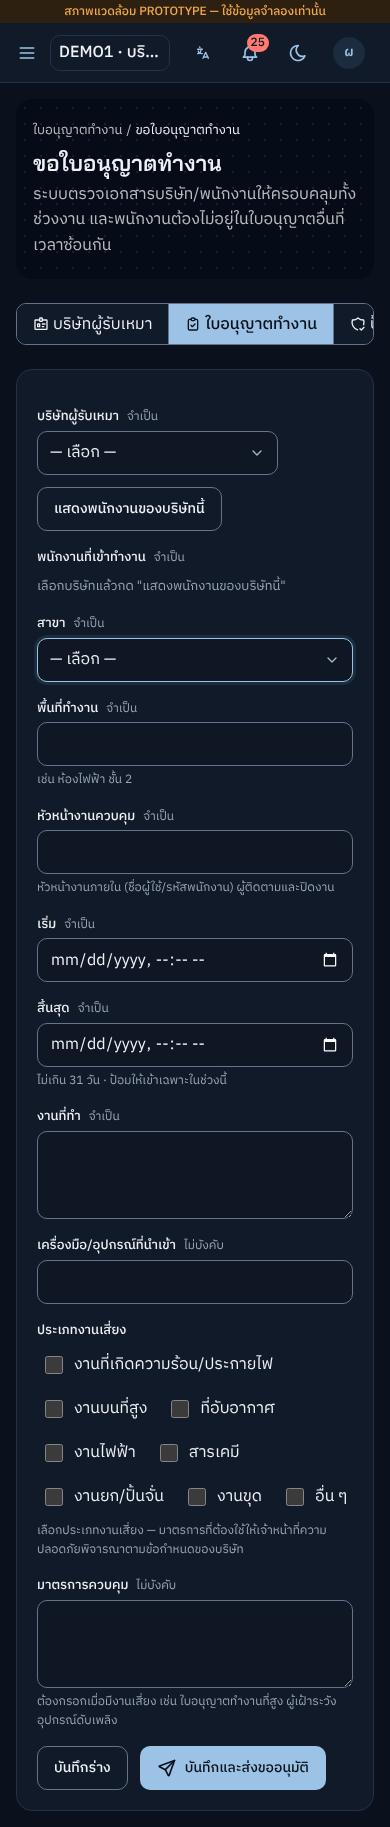 สภาพแวดล้อม PROTOTYPE — ใช้ข้อมูลจำลองเท่านั้น
DEMO1 · บริ...
25
ผ
ใบอนุญาตทำงาน / ขอใบอนุญาตทำงาน
ขอใบอนุญาตทำงาน
ระบบตรวจเอกสารบริษัท/พนักงานให้ครอบคลุมทั้ง
ช่วงงาน และพนักงานต้องไม่อยู่ในใบอนุญาตอื่นที่
เวลาซ้อนกัน
บริษัทผู้รับเหมา
ใบอนุญาตทำงาน
บริษัทผู้รับเหมา จำเป็น
— เลือก —
แสดงพนักงานของบริษัทนี้
พนักงานที่เข้าทำงาน จำเป็น
เลือกบริษัทแล้วกด "แสดงพนักงานของบริษัทนี้"
สาขา จำเป็น
— เลือก —
พื้นที่ทำงาน จำเป็น
เช่น ห้องไฟฟ้า ชั้น 2
หัวหน้างานควบคุม จำเป็น
หัวหน้างานภายใน (ชื่อผู้ใช้/รหัสพนักงาน) ผู้ติดตามและปิดงาน
เริ่ม จำเป็น
mm/dd/yyyy, --:-- --
สิ้นสุด จำเป็น
mm/dd/yyyy, --:-- --
ไม่เกิน 31 วัน · ป้อมให้เข้าเฉพาะในช่วงนี้
งานที่ทำ จำเป็น
เครื่องมือ/อุปกรณ์ที่นำเข้า ไม่บังคับ
ประเภทงานเสี่ยง
งานที่เกิดความร้อน/ประกายไฟ
งานบนที่สูง ที่อับอากาศ
งานไฟฟ้า สารเคมี
งานยก/ปั้นจั่น งานขุด อื่น ๆ
เลือกประเภทงานเสี่ยง — มาตรการที่ต้องใช้ให้เจ้าหน้าที่ความ
ปลอดภัยพิจารณาตามข้อกำหนดของบริษัท
มาตรการควบคุม ไม่บังคับ
ต้องกรอกเมื่อมีงานเสี่ยง เช่น ใบอนุญาตทำงานที่สูง ผู้เฝ้าระวัง
อุปกรณ์ดับเพลิง
บันทึกร่าง
บันทึกและส่งขออนุมัติ